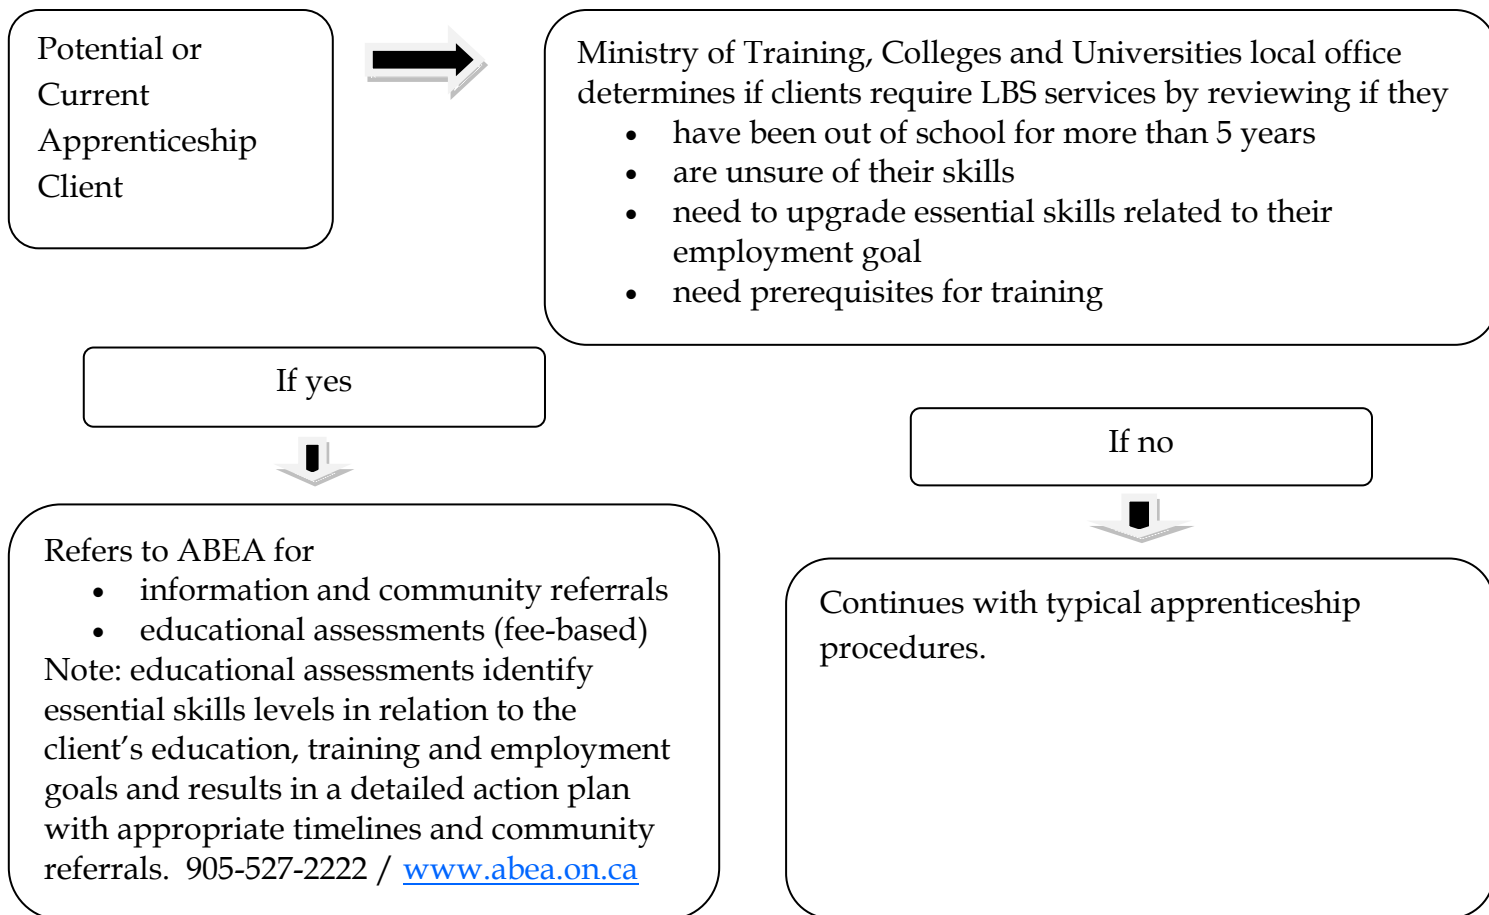 Potential or
Current
Apprenticeship
Client
Ministry of Training, Colleges and Universities local office
determines if clients require LBS services by reviewing if they
• have been out of school for more than 5 years
• are unsure of their skills
• need to upgrade essential skills related to their
employment goal
• need prerequisites for training
If yes
If no
Refers to ABEA for
• information and community referrals
• educational assessments (fee-based)
Note: educational assessments identify
essential skills levels in relation to the
client’s education, training and employment
goals and results in a detailed action plan
with appropriate timelines and community
referrals.  905-527-2222 / www.abea.on.ca
Continues with typical apprenticeship
procedures.